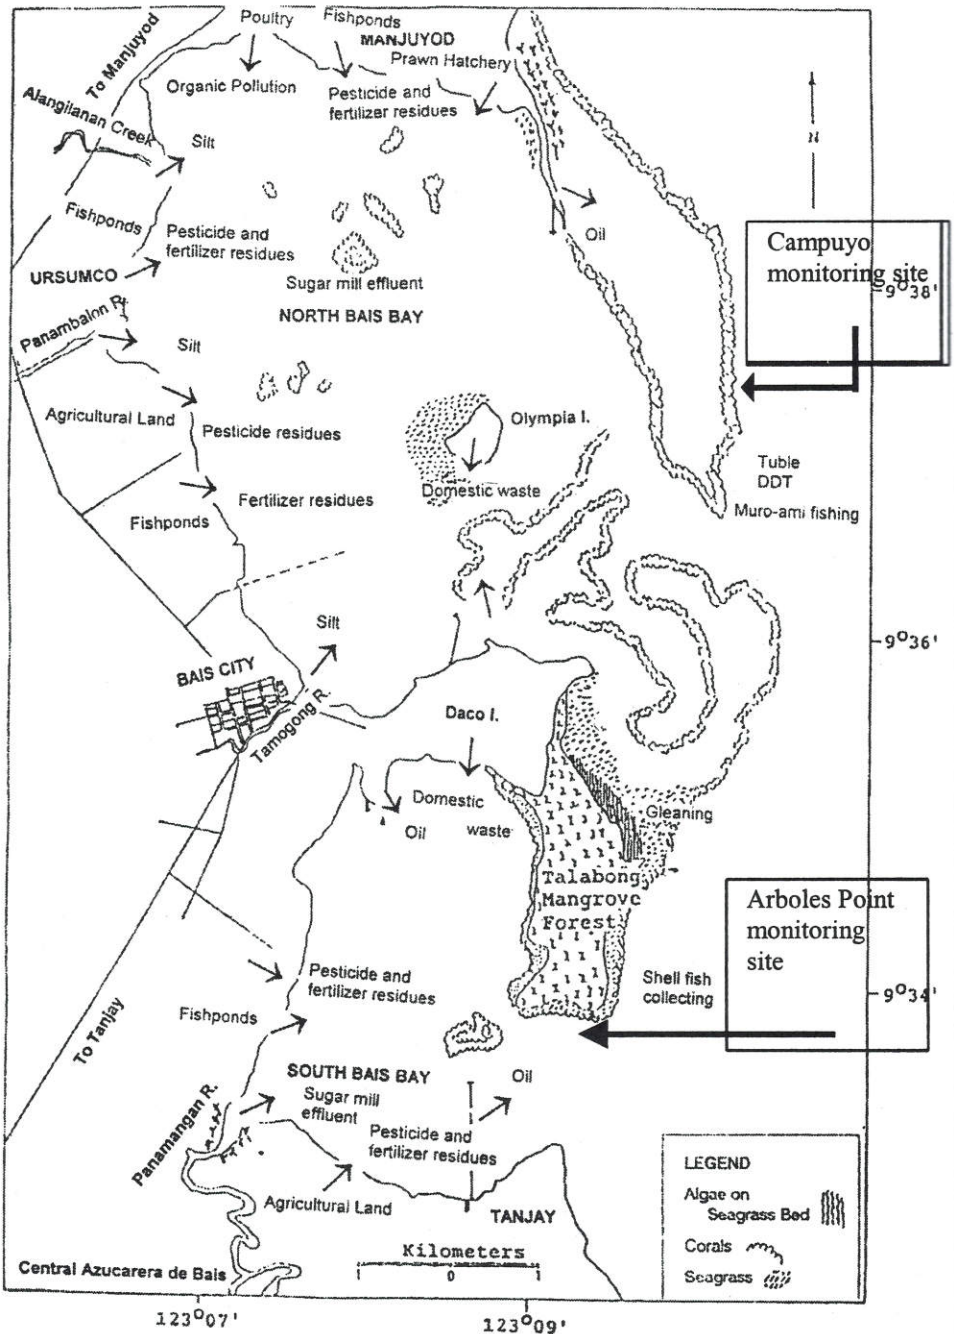 Poultry
Fishponds
MANJUYOD
Prawn Hatchery
To Manjuyod
Organic Pollution
Pesticide and
fertilizer residues
Alangilanan Creek
Silt
N
Fishponds
Pesticide and
fertilizer residues
Oil
Campuyo
monitoring site
9°38'
URSUMCO
Sugar mill effluent
Panambalon R.
NORTH BAIS BAY
Silt
Agricultural Land
Pesticide residues
Olympia I.
Tuble
DDT
Muro-ami fishing
Domestic waste
Fertilizer residues
Fishponds
Silt
9°36'
BAIS CITY
Tamogong R.
Daco I.
Domestic
waste
Oil
Gleaning
Talabong
Mangrove
Forest
Arboles Point
monitoring
site
Pesticide and
fertilizer residues
Shell fish
collecting
9°34'
Fishponds
To Tanjay
SOUTH BAIS BAY
Oil
Sugar mill
effluent
Panamangan R.
Pesticide and
fertilizer residues
Agricultural Land
TANJAY
LEGEND
Algae on
Seagrass Bed
Corals
Seagrass
Kilometers
1 0 1
Central Azucarera de Bais
123°07'
123°09'